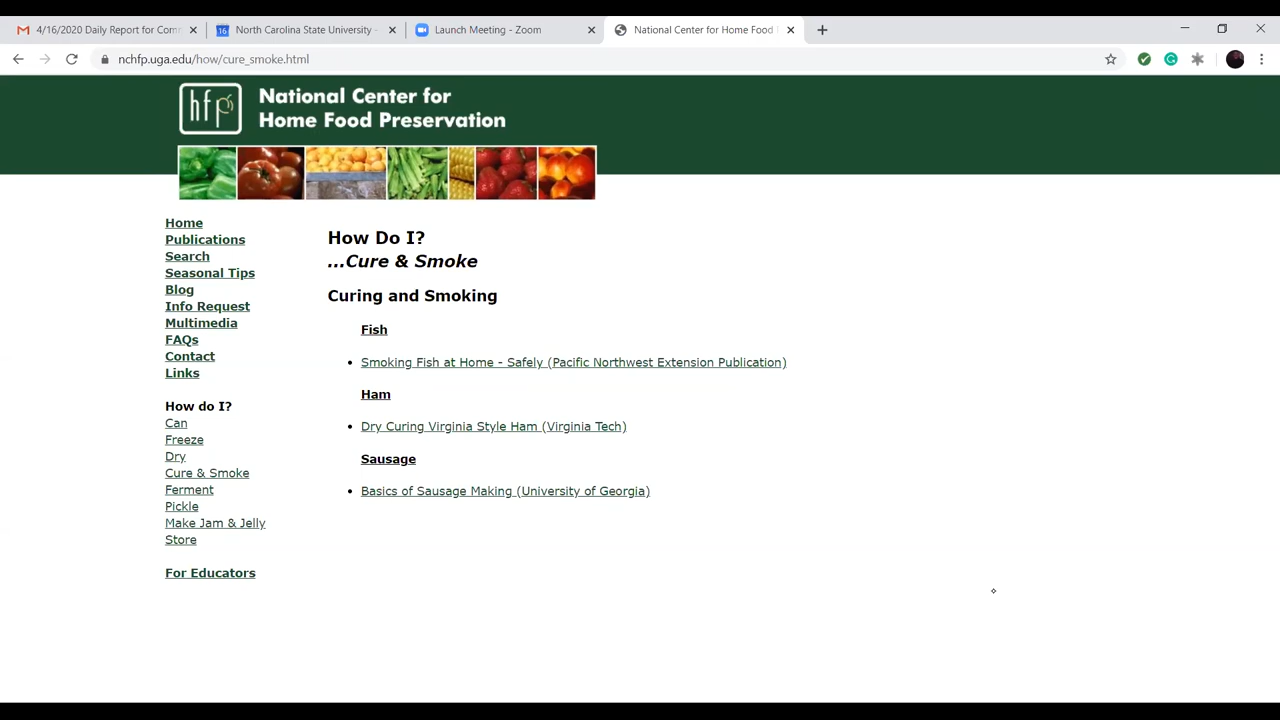 4/16/2020 Daily Report for Com
North Carolina State University -
Launch Meeting - Zoom
National Center for Home Food
nchfp.uga.edu/how/cure_smoke.html
hfp
National Center for
Home Food Preservation
Home
Publications
Search
Seasonal Tips
Blog
Info Request
Multimedia
FAQs
Contact
Links
How do I?
Can
Freeze
Dry
Cure & Smoke
Ferment
Pickle
Make Jam & Jelly
Store
For Educators
How Do I?
...Cure & Smoke
Curing and Smoking
Fish
• Smoking Fish at Home - Safely (Pacific Northwest Extension Publication)
Ham
• Dry Curing Virginia Style Ham (Virginia Tech)
Sausage
• Basics of Sausage Making (University of Georgia)